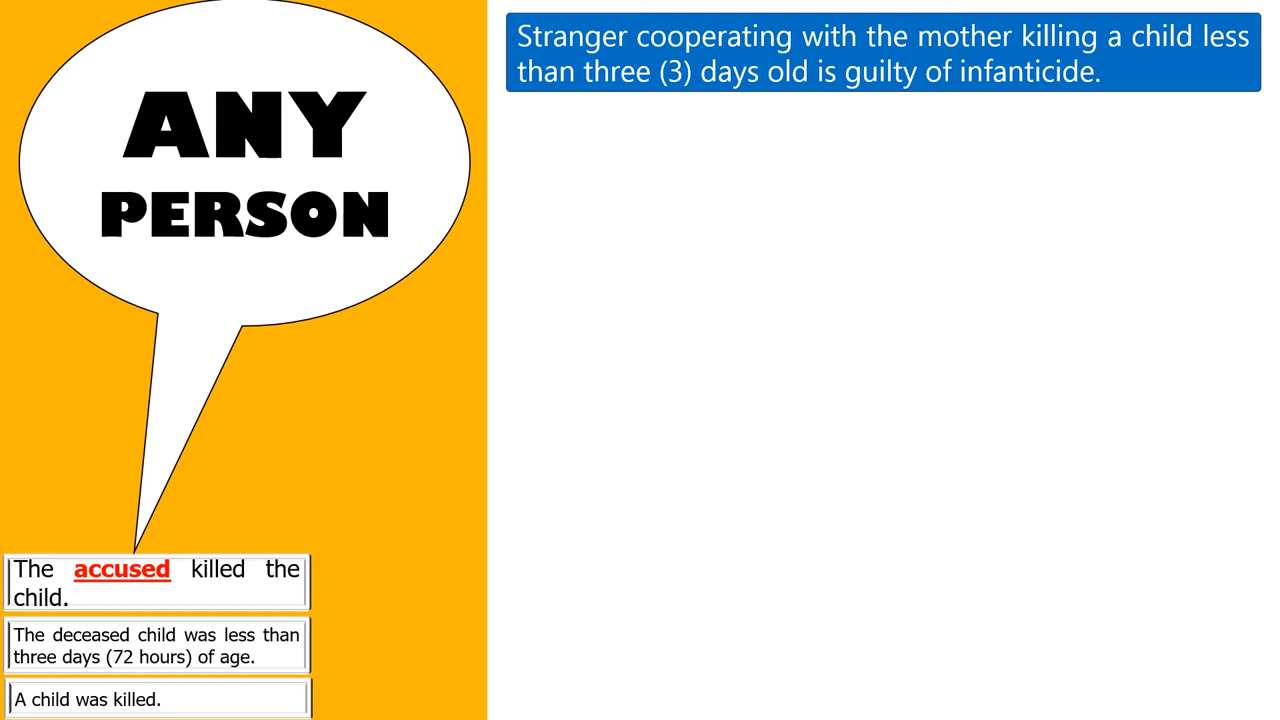 ANY
PERSON
Stranger cooperating with the mother killing a child less
than three (3) days old is guilty of infanticide.
The accused killed the
child.
The deceased child was less than
three days (72 hours) of age.
A child was killed.